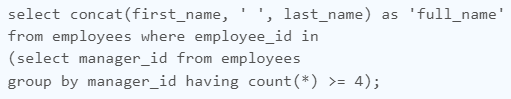 select concat(first_name, ' ', last_name) as 'full_name'
from employees where employee_id in
(select manager_id from employees
group by manager_id having count(*) >= 4);